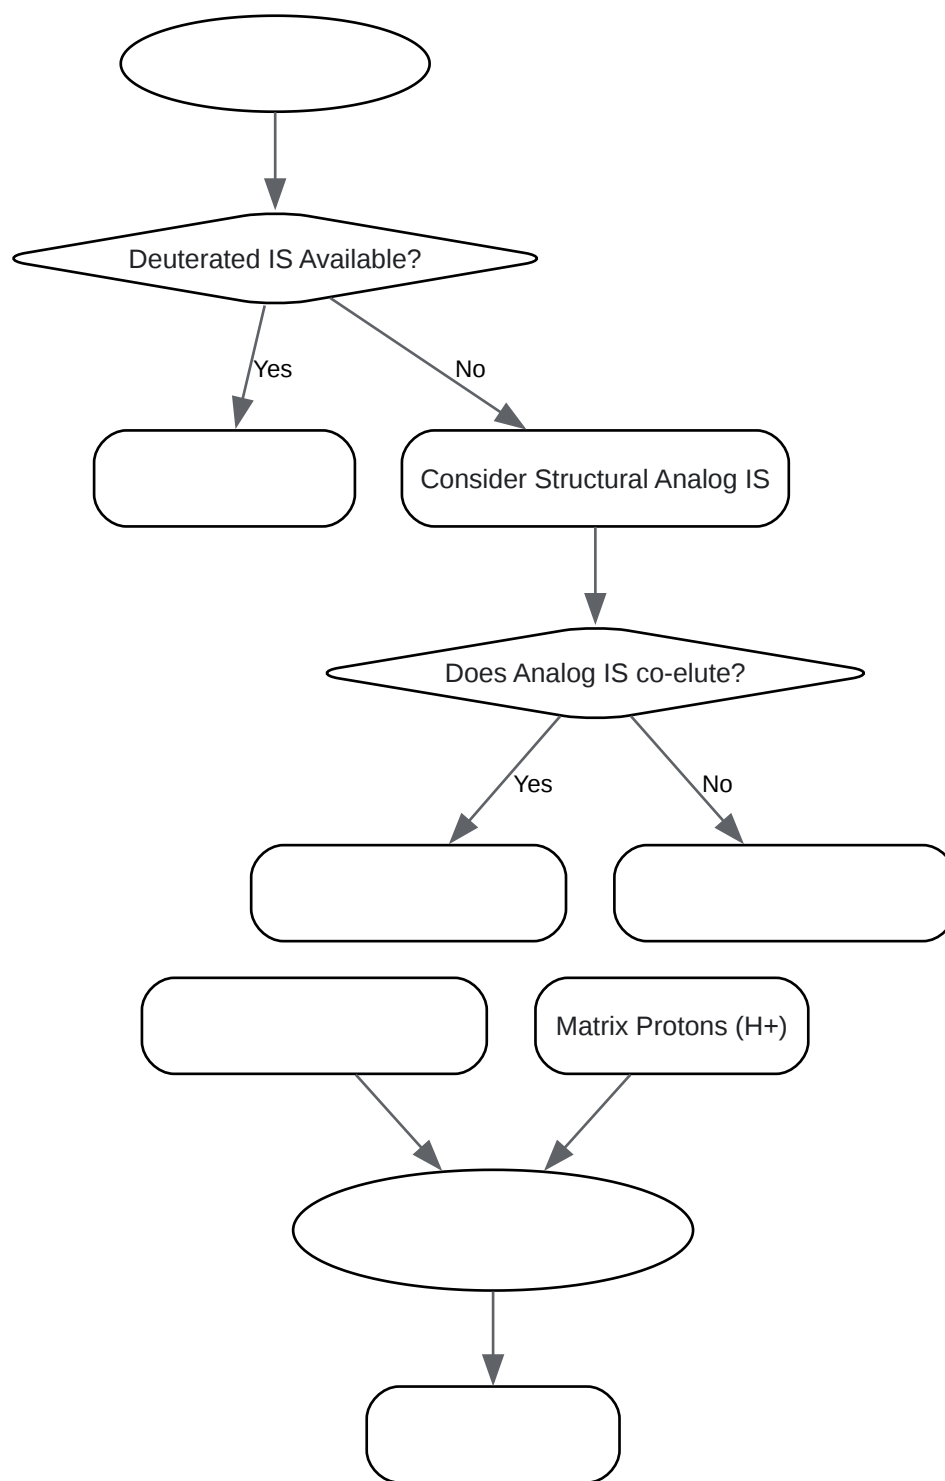 Deuterated IS Available?
Yes
No
Consider Structural Analog IS
Does Analog IS co-elute?
Yes
No
Matrix Protons (H+)